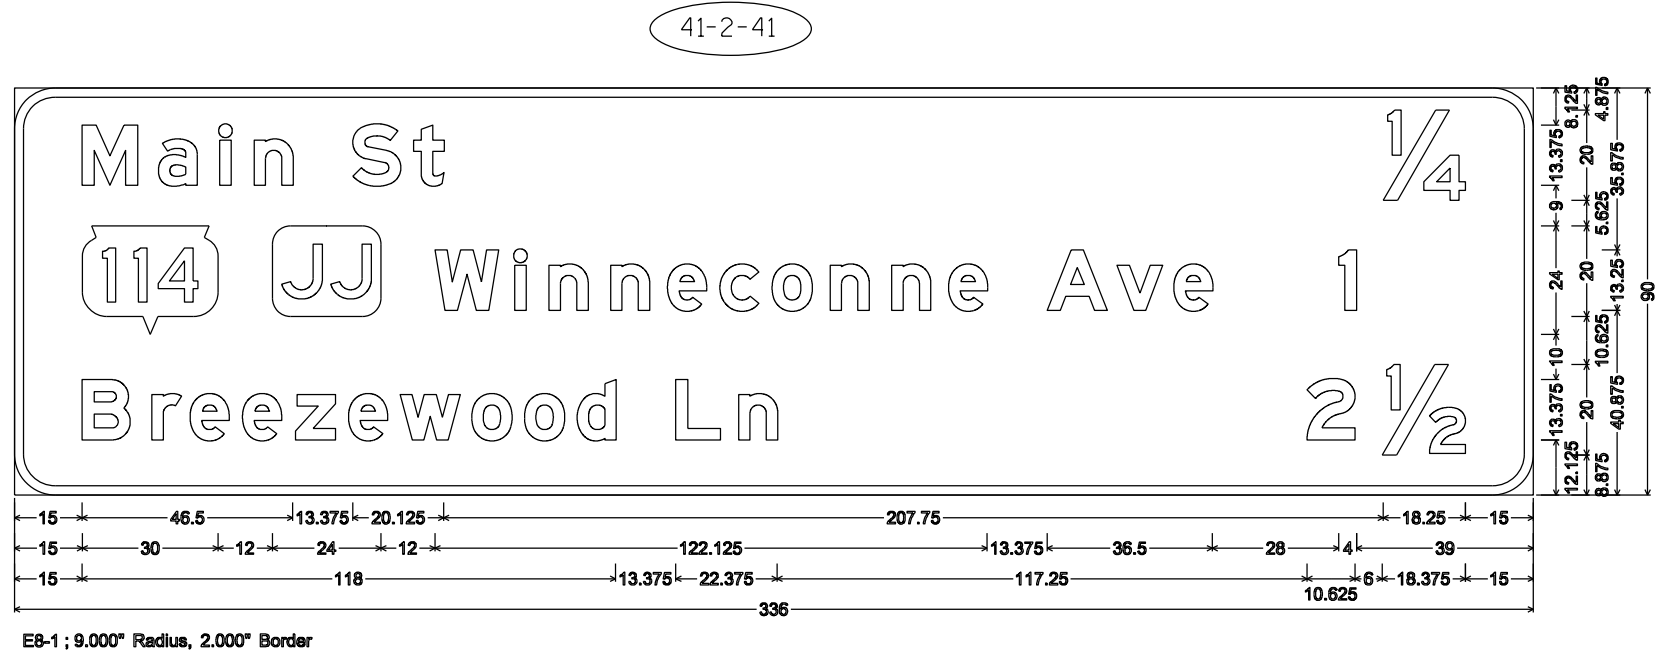 41-2-41
Main St 1/4
114 JJ Winneconne Ave 1
Breezewood Ln 2 1/2
8.125 13.375 9 24 10 13.375 12.125
20 20 20
4.875 5.625 10.625 8.875
35.875 13.25 40.875
90
15 46.5 13.375 20.125 207.75 18.25 15
15 30 12 24 12 122.125 13.375 36.5 28 4 39
15 118 13.375 22.375 117.25 10.625 6 18.375 15
336
E8-1 ; 9.000" Radius, 2.000" Border